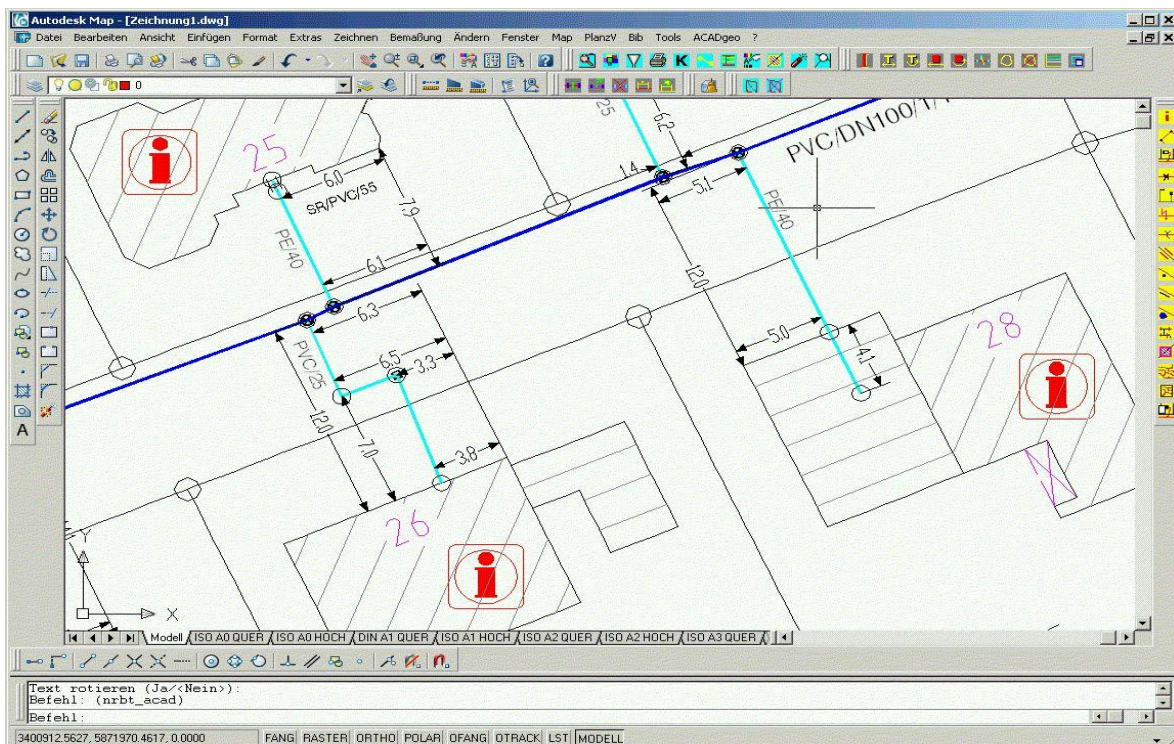 Autodesk Map - [Zeichnung1.dwg]
Datei Bearbeiten Ansicht Einfügen Format Extras Zeichnen Bemaßung Ändern Fenster Map PlanzV Bib Tools ACADgeo ?
0
25
6.0
SR/PVC/55
7.9
PE/40
6.1
6.3
PVC/25
6.5
3.3
12.0
7.0
3.8
26
25
6.2
1.4
5.1
PVC/DN100/1/1
PE/40
12.0
5.0
4.1
28
Y
X
Modell ISO A0 QUER ISO A0 HOCH DIN A1 QUER ISO A1 HOCH ISO A2 QUER ISO A2 HOCH ISO A3 QUER
Text rotieren (Ja/<Nein>):
Befehl: (nrbt_acad)
Befehl:
3400912.5627, 5871970.4617, 0.0000 FANG RASTER ORTHO POLAR OFANG OTRACK LST MODELL